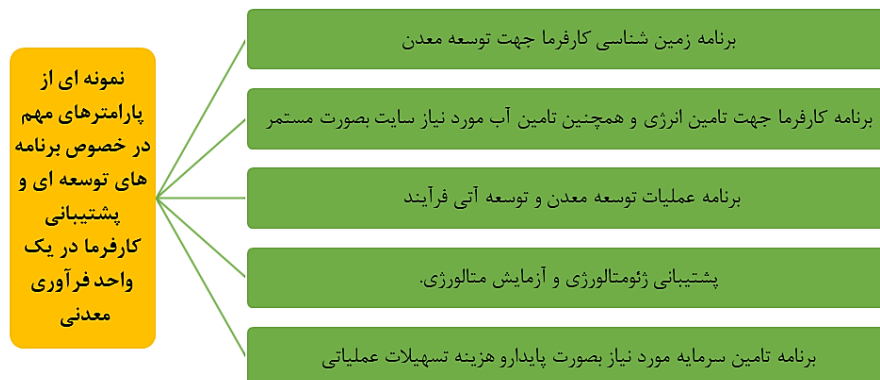 نمونه ای از
پارامترهای مهم
در خصوص برنامه
های توسعه ای و
پشتیبانی
کارفرما در یک
واحد فرآوری
معدنی
برنامه زمین شناسی کارفرما جهت توسعه معدن
برنامه کارفرما جهت تامین انرژی و همچنین تامین آب مورد نیاز سایت بصورت مستمر
برنامه عملیات توسعه معدن و توسعه آتی فرآیند
پشتیبانی ژئومتالورژی و آزمایش متالورژی.
برنامه تامین سرمایه مورد نیاز بصورت پایدارو هزینه تسهیلات عملیاتی